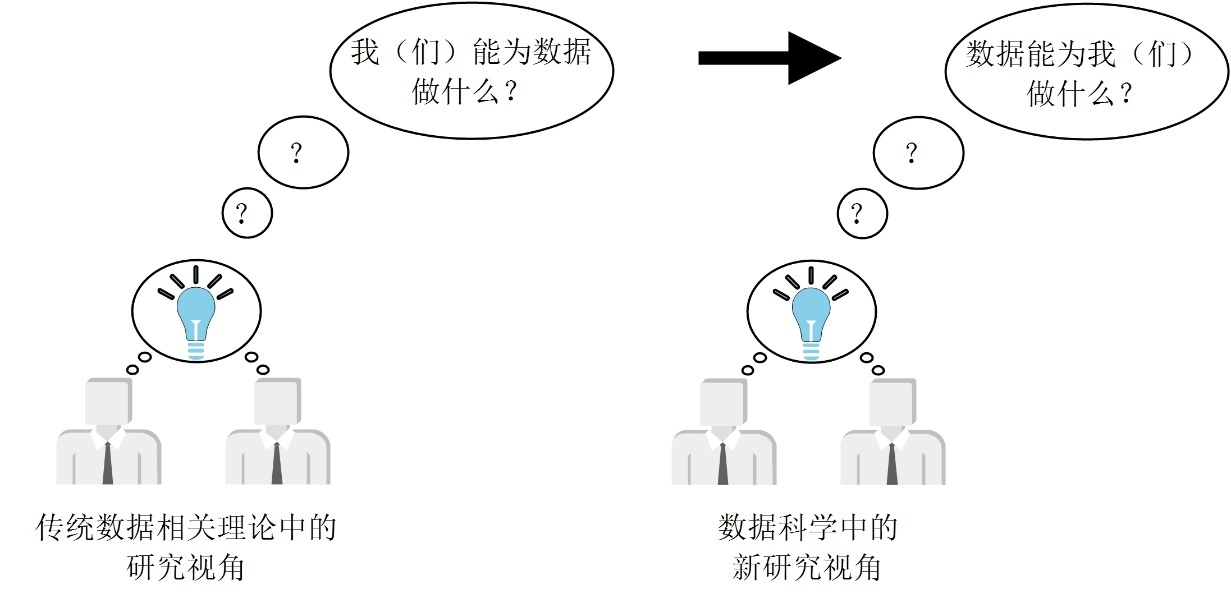 我（们）能为数据
做什么？
？
？
传统数据相关理论中的
研究视角
数据能为我（们）
做什么？
？
？
数据科学中的
新研究视角